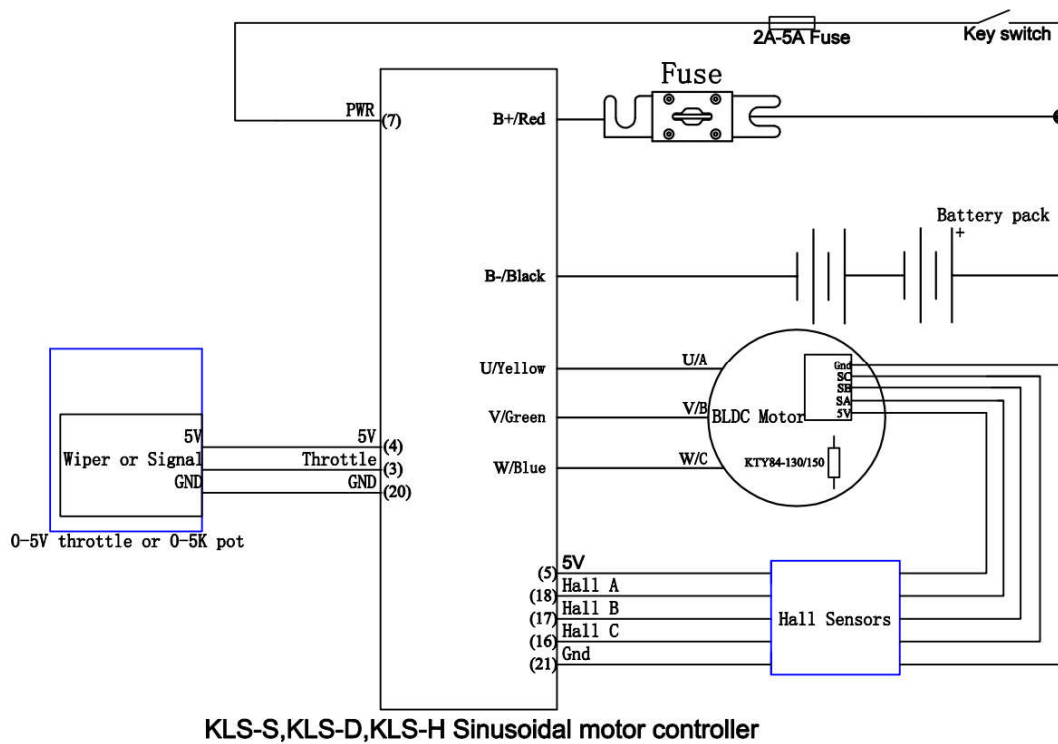 2A-5A Fuse
Key switch
Fuse
PWR
(7)
B+/Red
Battery pack
+
B-/Black
U/Yellow
U/A
Gnd
SC
SB
SA
5V
V/Green
V/B
BLDC Motor
W/Blue
W/C
KTY84-130/150
5V
5V
(4)
Wiper or Signal
Throttle
(3)
GND
GND
(20)
0-5V throttle or 0-5K pot
(5)
5V
(18)
Hall A
(17)
Hall B
(16)
Hall C
(21)
Gnd
Hall Sensors
KLS-S,KLS-D,KLS-H Sinusoidal motor controller